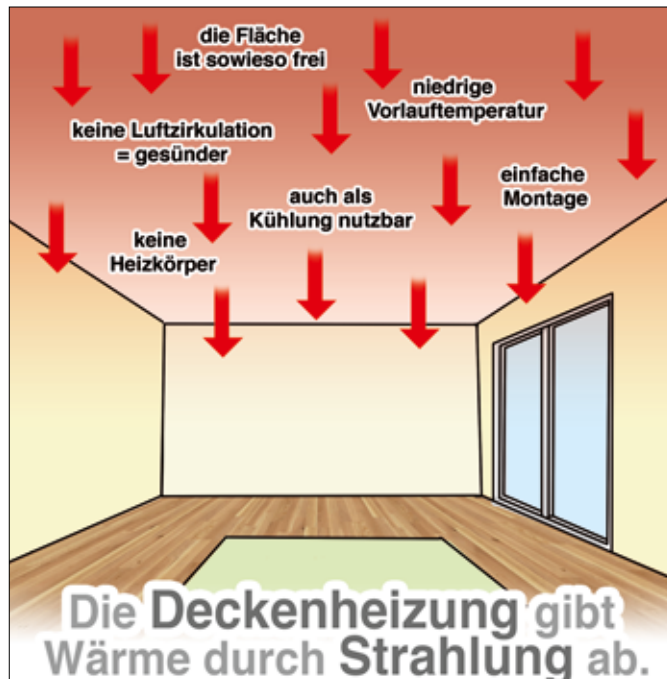 die Fläche
ist sowieso frei
niedrige
Vorlauftemperatur
keine Luftzirkulation
= gesünder
einfache
Montage
auch als
Kühlung nutzbar
keine
Heizkörper
Die Deckenheizung gibt
Wärme durch Strahlung ab.